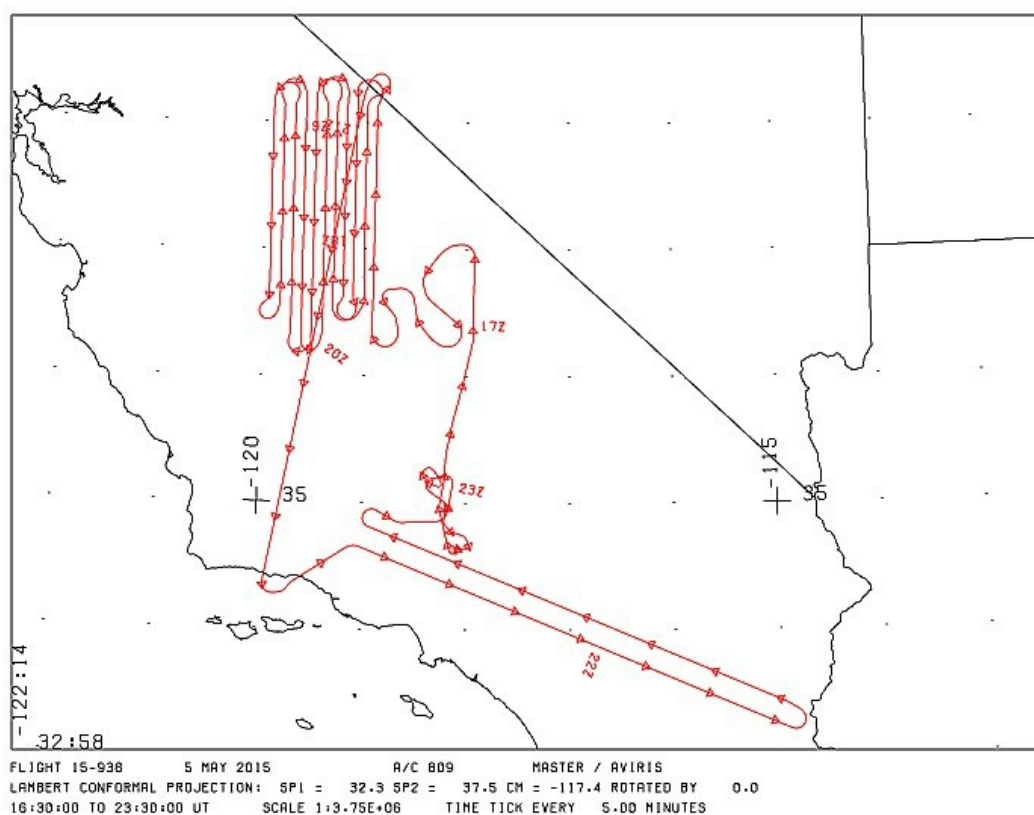 17Z
20Z
-120
35
-115
35
23Z
22Z
-122:14
32:58
FLIGHT 15-938 5 MAY 2015 A/C 809 MASTER / AVIRIS
LAMBERT CONFORMAL PROJECTION: SP1 = 32.3 SP2 = 37.5 CM = -117.4 ROTATED BY 0.0
16:30:00 TO 23:30:00 UT SCALE 1:3.75E+06 TIME TICK EVERY 5.00 MINUTES